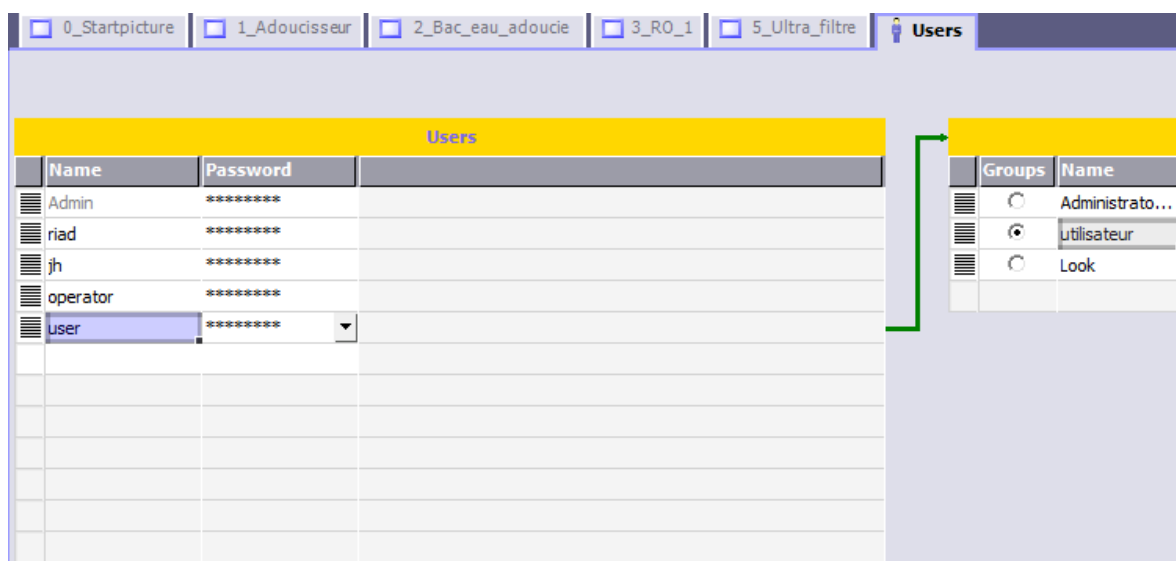 0_Startpicture 1_Adoucisseur 2_Bac_eau_adoucie 3_RO_1 5_Ultra_filtre Users
Users
Name Password Groups Name
Admin ******** Administrato...
riad ******** utilisateur
jh ******** Look
operator ********
user ********